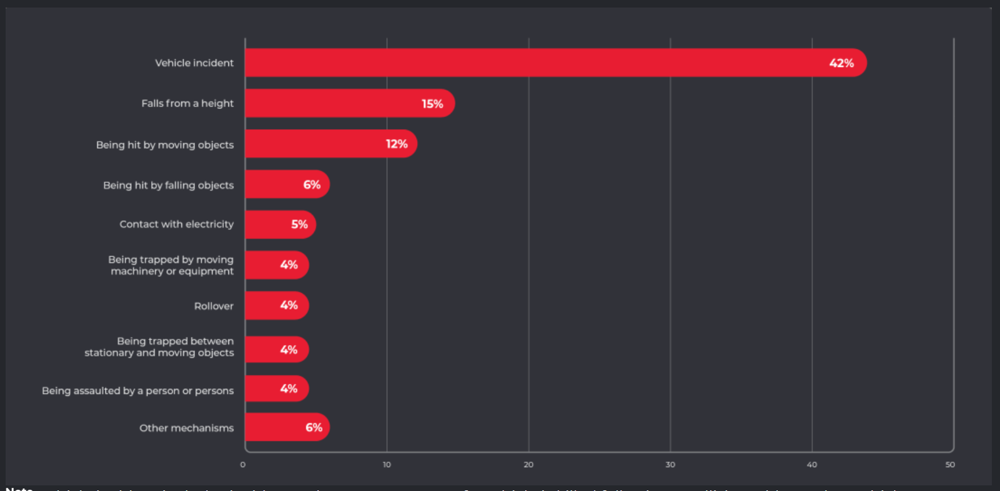 Vehicle incident 42%
Falls from a height 15%
Being hit by moving objects 12%
Being hit by falling objects 6%
Contact with electricity 5%
Being trapped by moving
machinery or equipment 4%
Rollover 4%
Being trapped between
stationary and moving objects 4%
Being assaulted by a person or persons 4%
Other mechanisms 6%
0 10 20 30 40 50